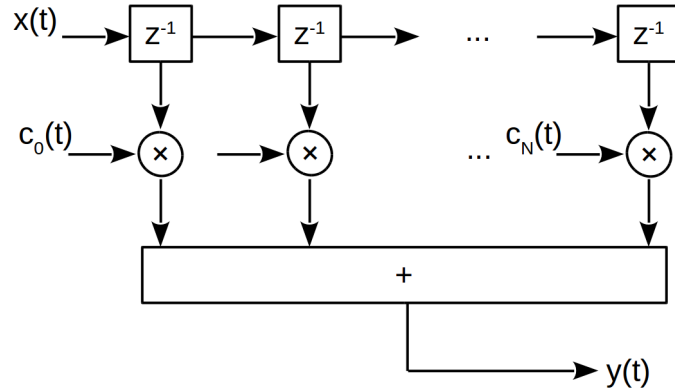 x(t) z⁻¹ z⁻¹ ... z⁻¹
c₀(t) × × ... c_N(t) ×
+
y(t)